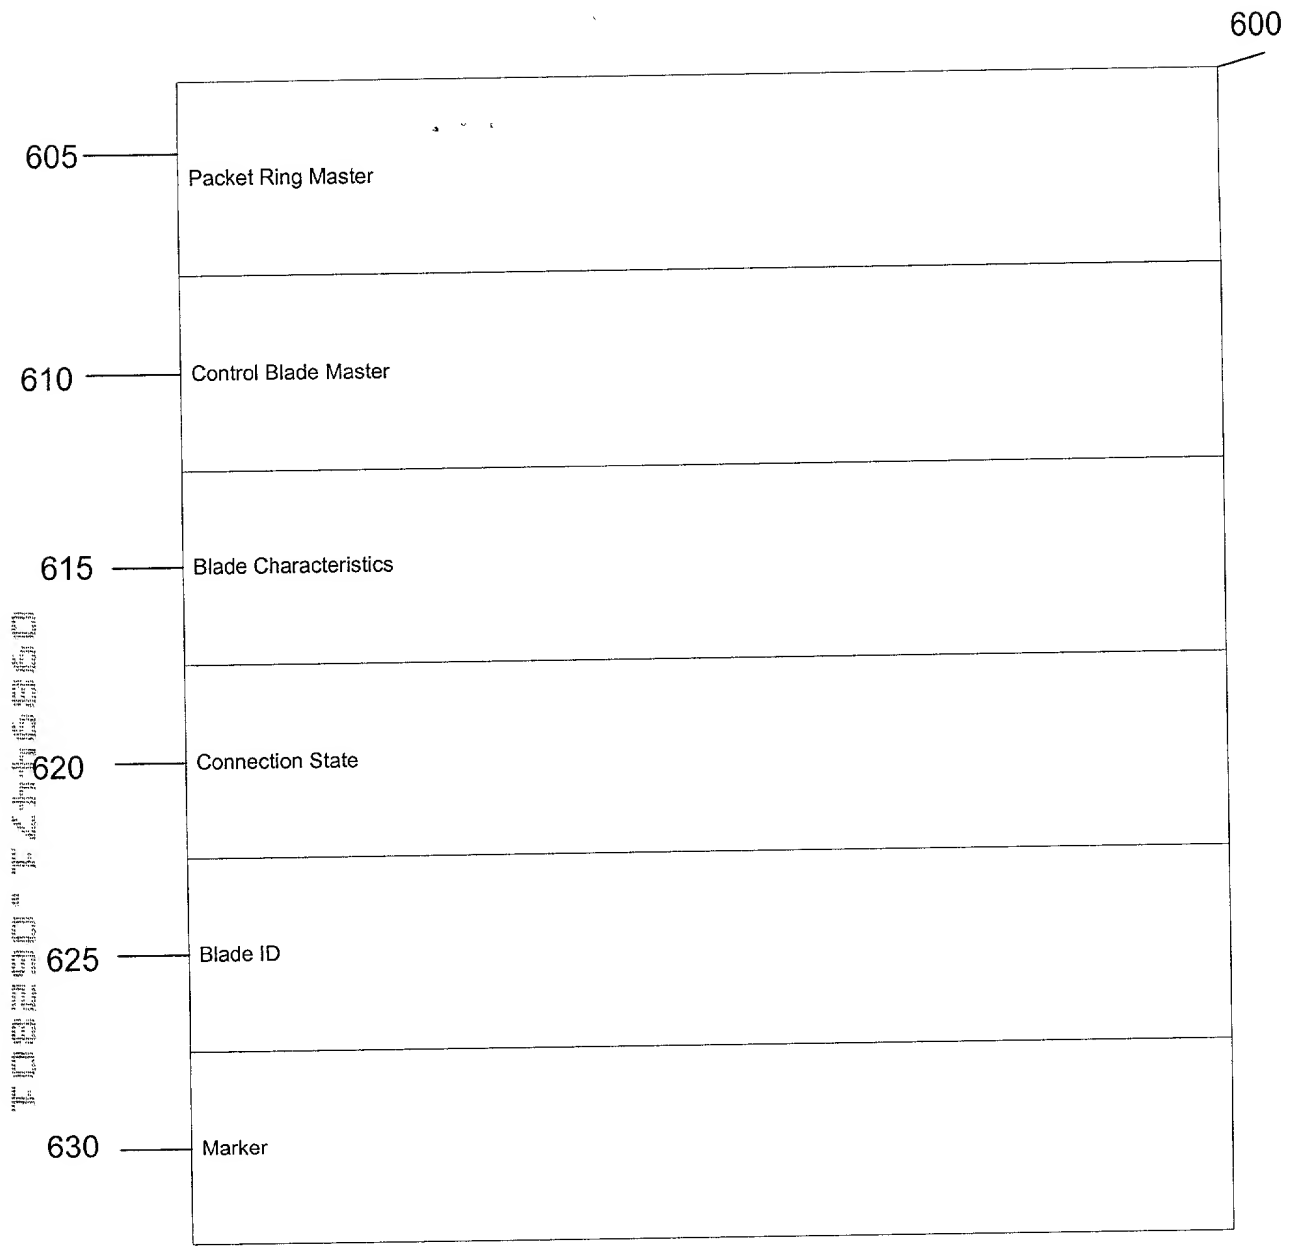 600
605
Packet Ring Master
610
Control Blade Master
615
Blade Characteristics
620
Connection State
625
Blade ID
630
Marker